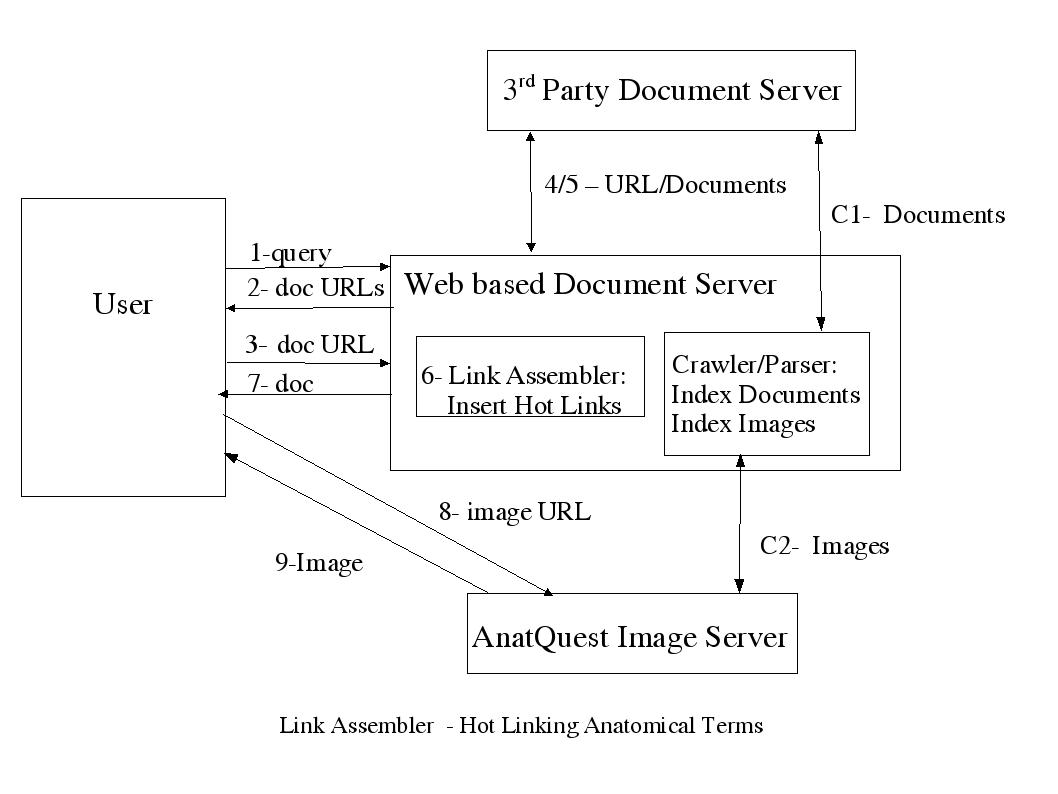 3rd Party Document Server
4/5 – URL/Documents
C1- Documents
User
1-query
2- doc URLs
3- doc URL
7- doc
Web based Document Server
6- Link Assembler:
Insert Hot Links
Crawler/Parser:
Index Documents
Index Images
8- image URL
9-Image
C2- Images
AnatQuest Image Server
Link Assembler - Hot Linking Anatomical Terms